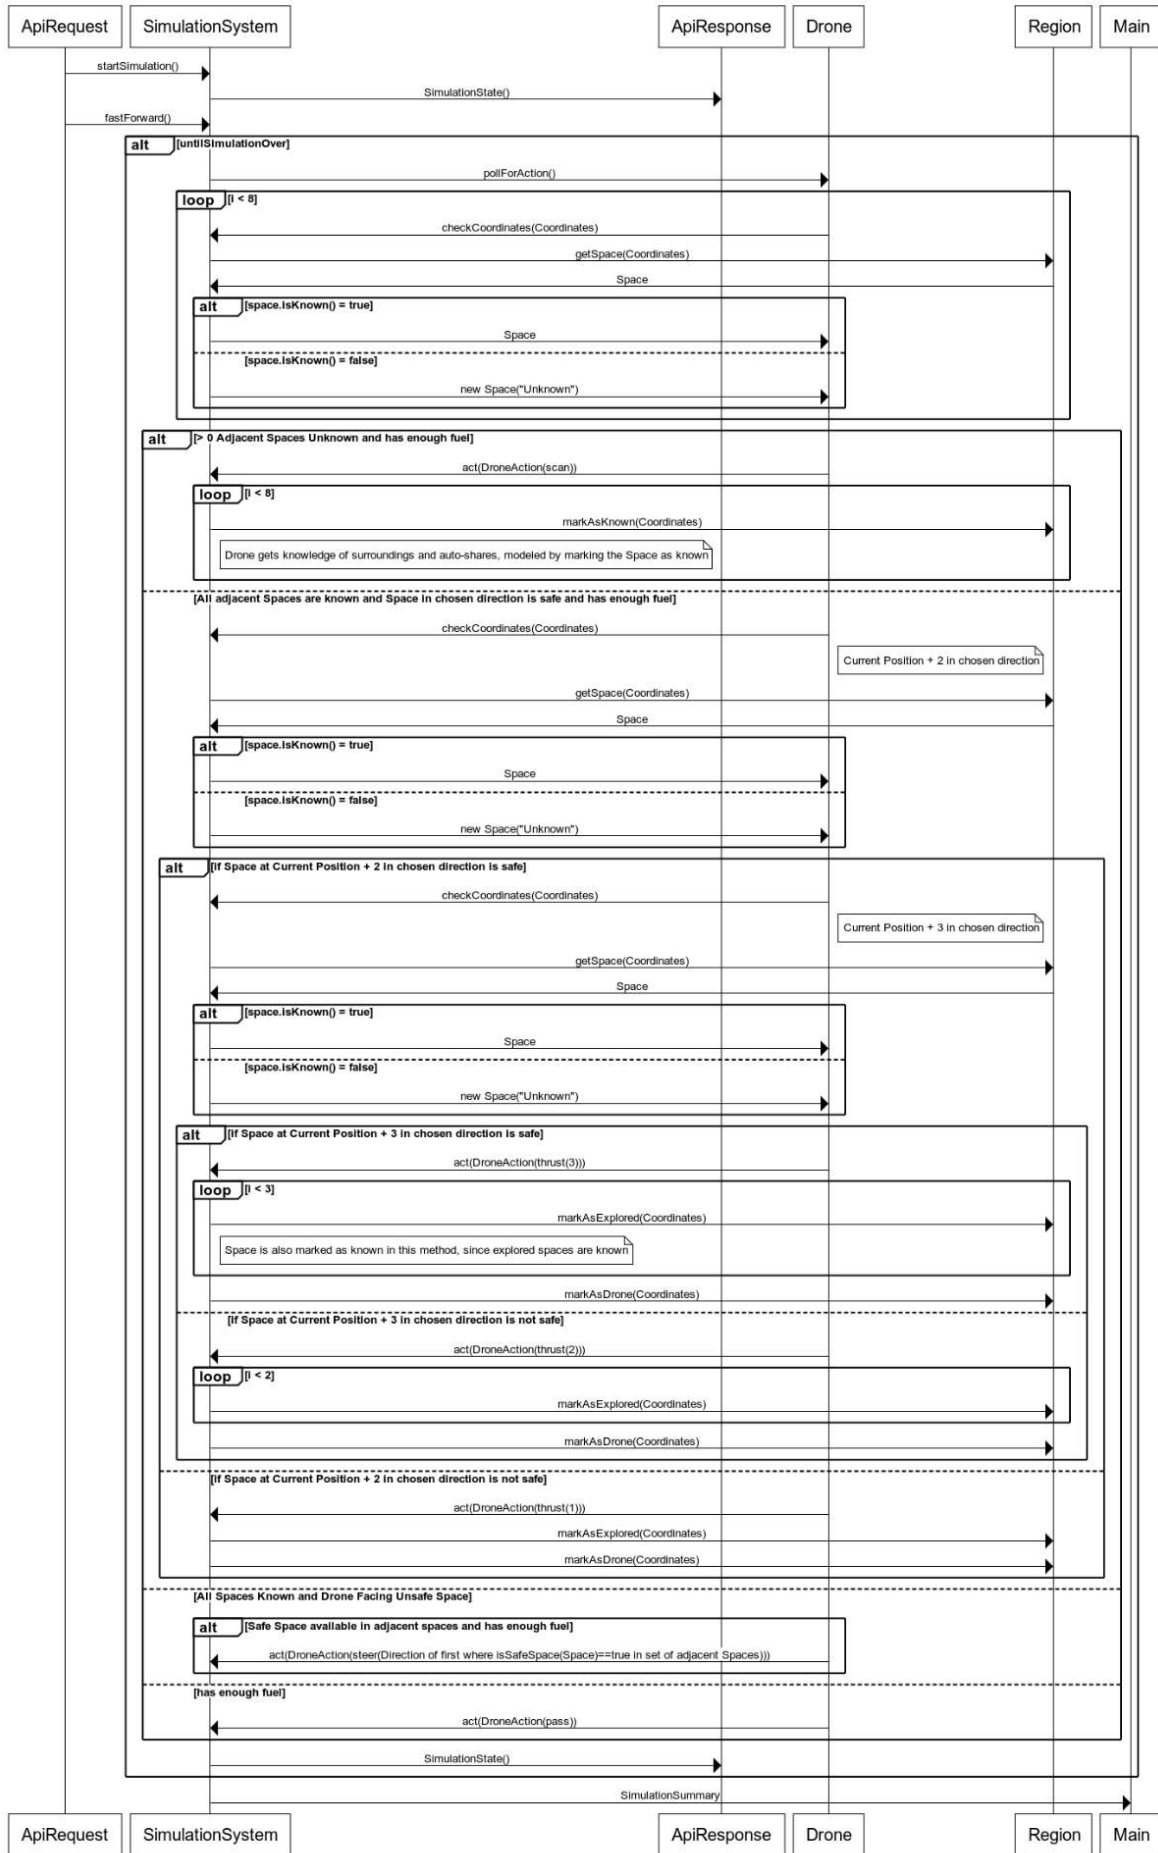 ApiRequest
SimulationSystem
ApiResponse
Drone
Region
Main
startSimulation()
SimulationState()
fastForward()
alt [untilSimulationOver]
pollForAction()
loop [i < 8]
checkCoordinates(Coordinates)
getSpace(Coordinates)
Space
alt [space.isKnown() = true]
Space
[space.isKnown() = false]
new Space("Unknown")
alt [> 0 Adjacent Spaces Unknown and has enough fuel]
act(DroneAction(scan))
loop [i < 8]
markAsKnown(Coordinates)
Drone gets knowledge of surroundings and auto-shares, modeled by marking the Space as known
[All adjacent Spaces are known and Space in chosen direction is safe and has enough fuel]
checkCoordinates(Coordinates)
Current Position + 2 in chosen direction
getSpace(Coordinates)
Space
alt [space.isKnown() = true]
Space
[space.isKnown() = false]
new Space("Unknown")
alt [if Space at Current Position + 2 in chosen direction is safe]
checkCoordinates(Coordinates)
Current Position + 3 in chosen direction
getSpace(Coordinates)
Space
alt [space.isKnown() = true]
Space
[space.isKnown() = false]
new Space("Unknown")
alt [if Space at Current Position + 3 in chosen direction is safe]
act(DroneAction(thrust(3)))
loop [i < 3]
markAsExplored(Coordinates)
Space is also marked as known in this method, since explored spaces are known
markAsDrone(Coordinates)
[if Space at Current Position + 3 in chosen direction is not safe]
act(DroneAction(thrust(2)))
loop [i < 2]
markAsExplored(Coordinates)
markAsDrone(Coordinates)
[if Space at Current Position + 2 in chosen direction is not safe]
act(DroneAction(thrust(1)))
markAsExplored(Coordinates)
markAsDrone(Coordinates)
[All Spaces Known and Drone Facing Unsafe Space]
alt [Safe Space available in adjacent spaces and has enough fuel]
act(DroneAction(steer(Direction of first where isSafeSpace(Space)==true in set of adjacent Spaces)))
[has enough fuel]
act(DroneAction(pass))
SimulationState()
SimulationSummary
ApiRequest
SimulationSystem
ApiResponse
Drone
Region
Main